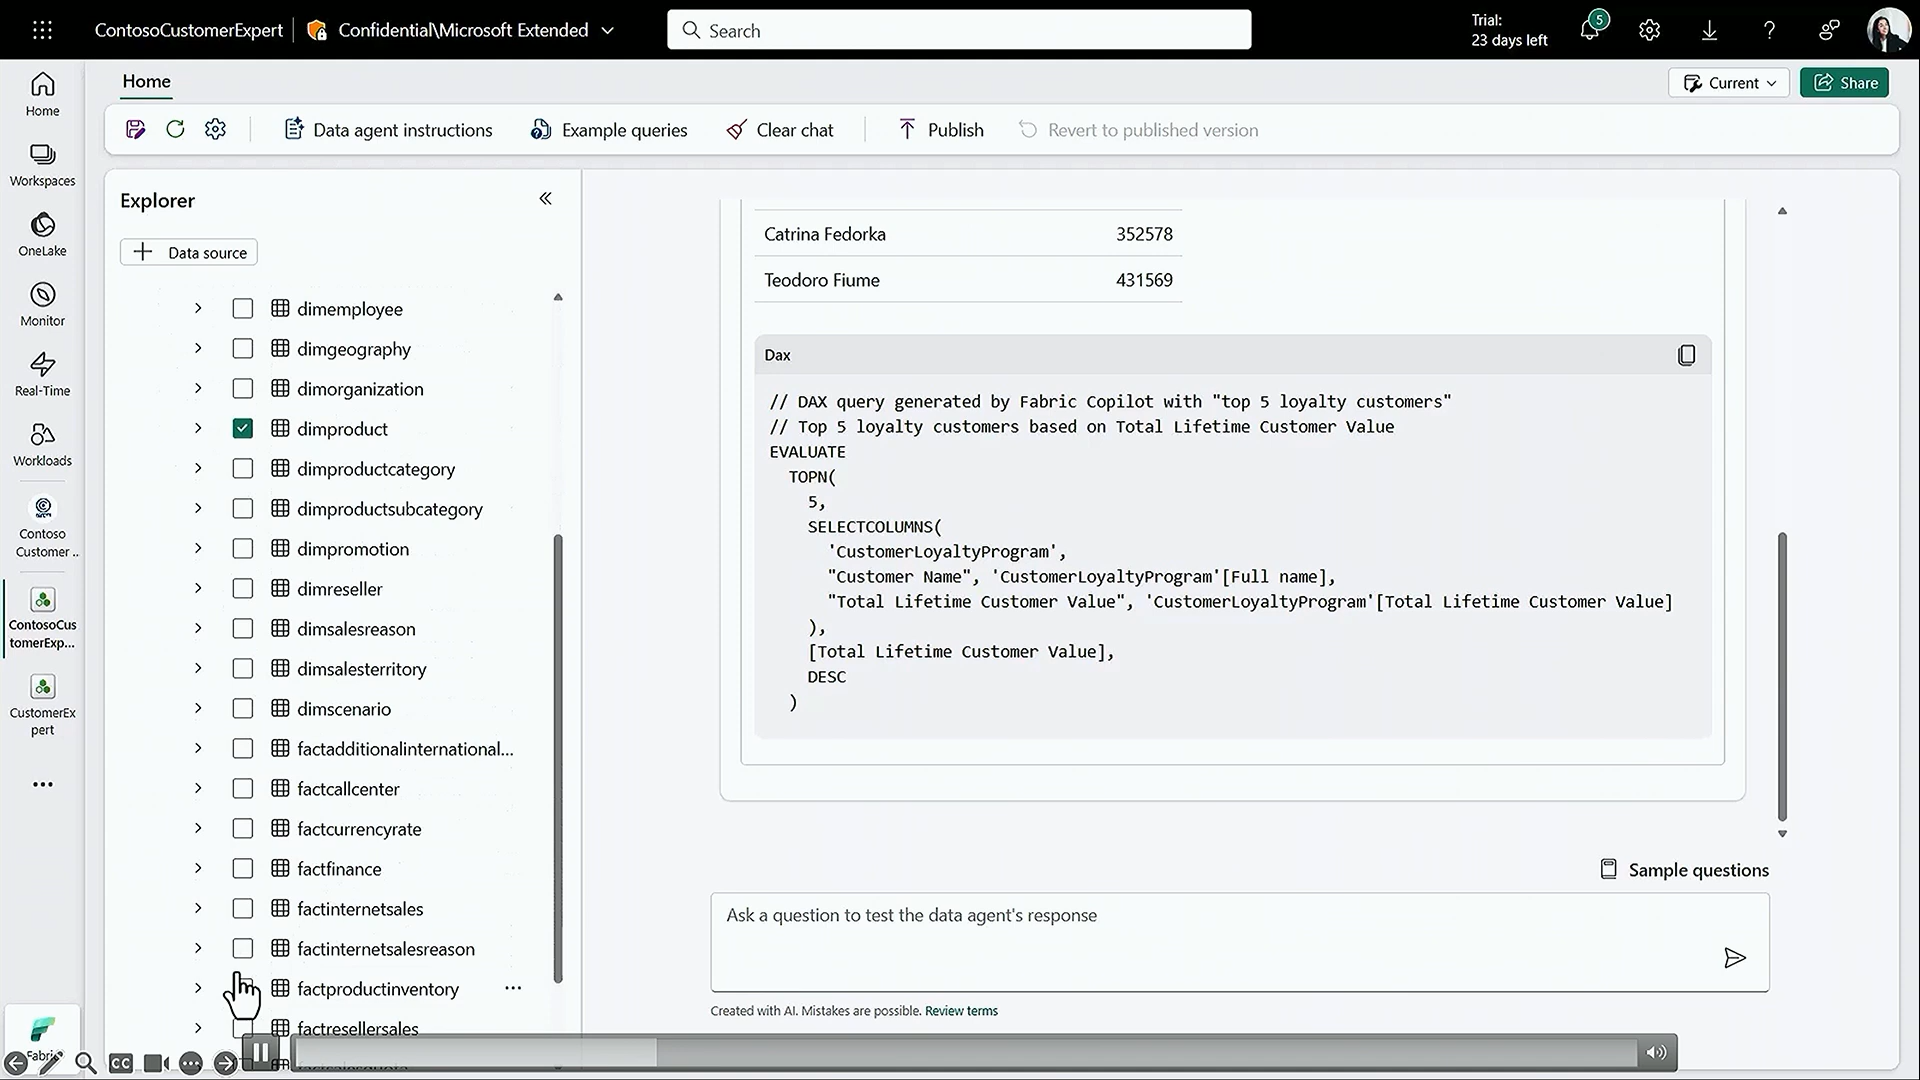 ContosoCustomerExpert
Confidential\Microsoft Extended
Search
Trial:
23 days left
5
Home
Current
Share
Data agent instructions
Example queries
Clear chat
Publish
Revert to published version
Home
Workspaces
OneLake
Monitor
Real-Time
Workloads
Contoso
Customer ..
ContosoCus
tomerExp...
CustomerEx
pert
Fabric
Explorer
Data source
dimemployee
dimgeography
dimorganization
dimproduct
dimproductcategory
dimproductsubcategory
dimpromotion
dimreseller
dimsalesreason
dimsalesterritory
dimscenario
factadditionalinternational...
factcallcenter
factcurrencyrate
factfinance
factinternetsales
factinternetsalesreason
factproductinventory
factresellersales
Catrina Fedorka 352578
Teodoro Fiume 431569
Dax
// DAX query generated by Fabric Copilot with "top 5 loyalty customers"
// Top 5 loyalty customers based on Total Lifetime Customer Value
EVALUATE
TOPN(
5,
SELECTCOLUMNS(
'CustomerLoyaltyProgram',
"Customer Name", 'CustomerLoyaltyProgram'[Full name],
"Total Lifetime Customer Value", 'CustomerLoyaltyProgram'[Total Lifetime Customer Value]
),
[Total Lifetime Customer Value],
DESC
)
Sample questions
Ask a question to test the data agent's response
Created with AI. Mistakes are possible. Review terms
CC